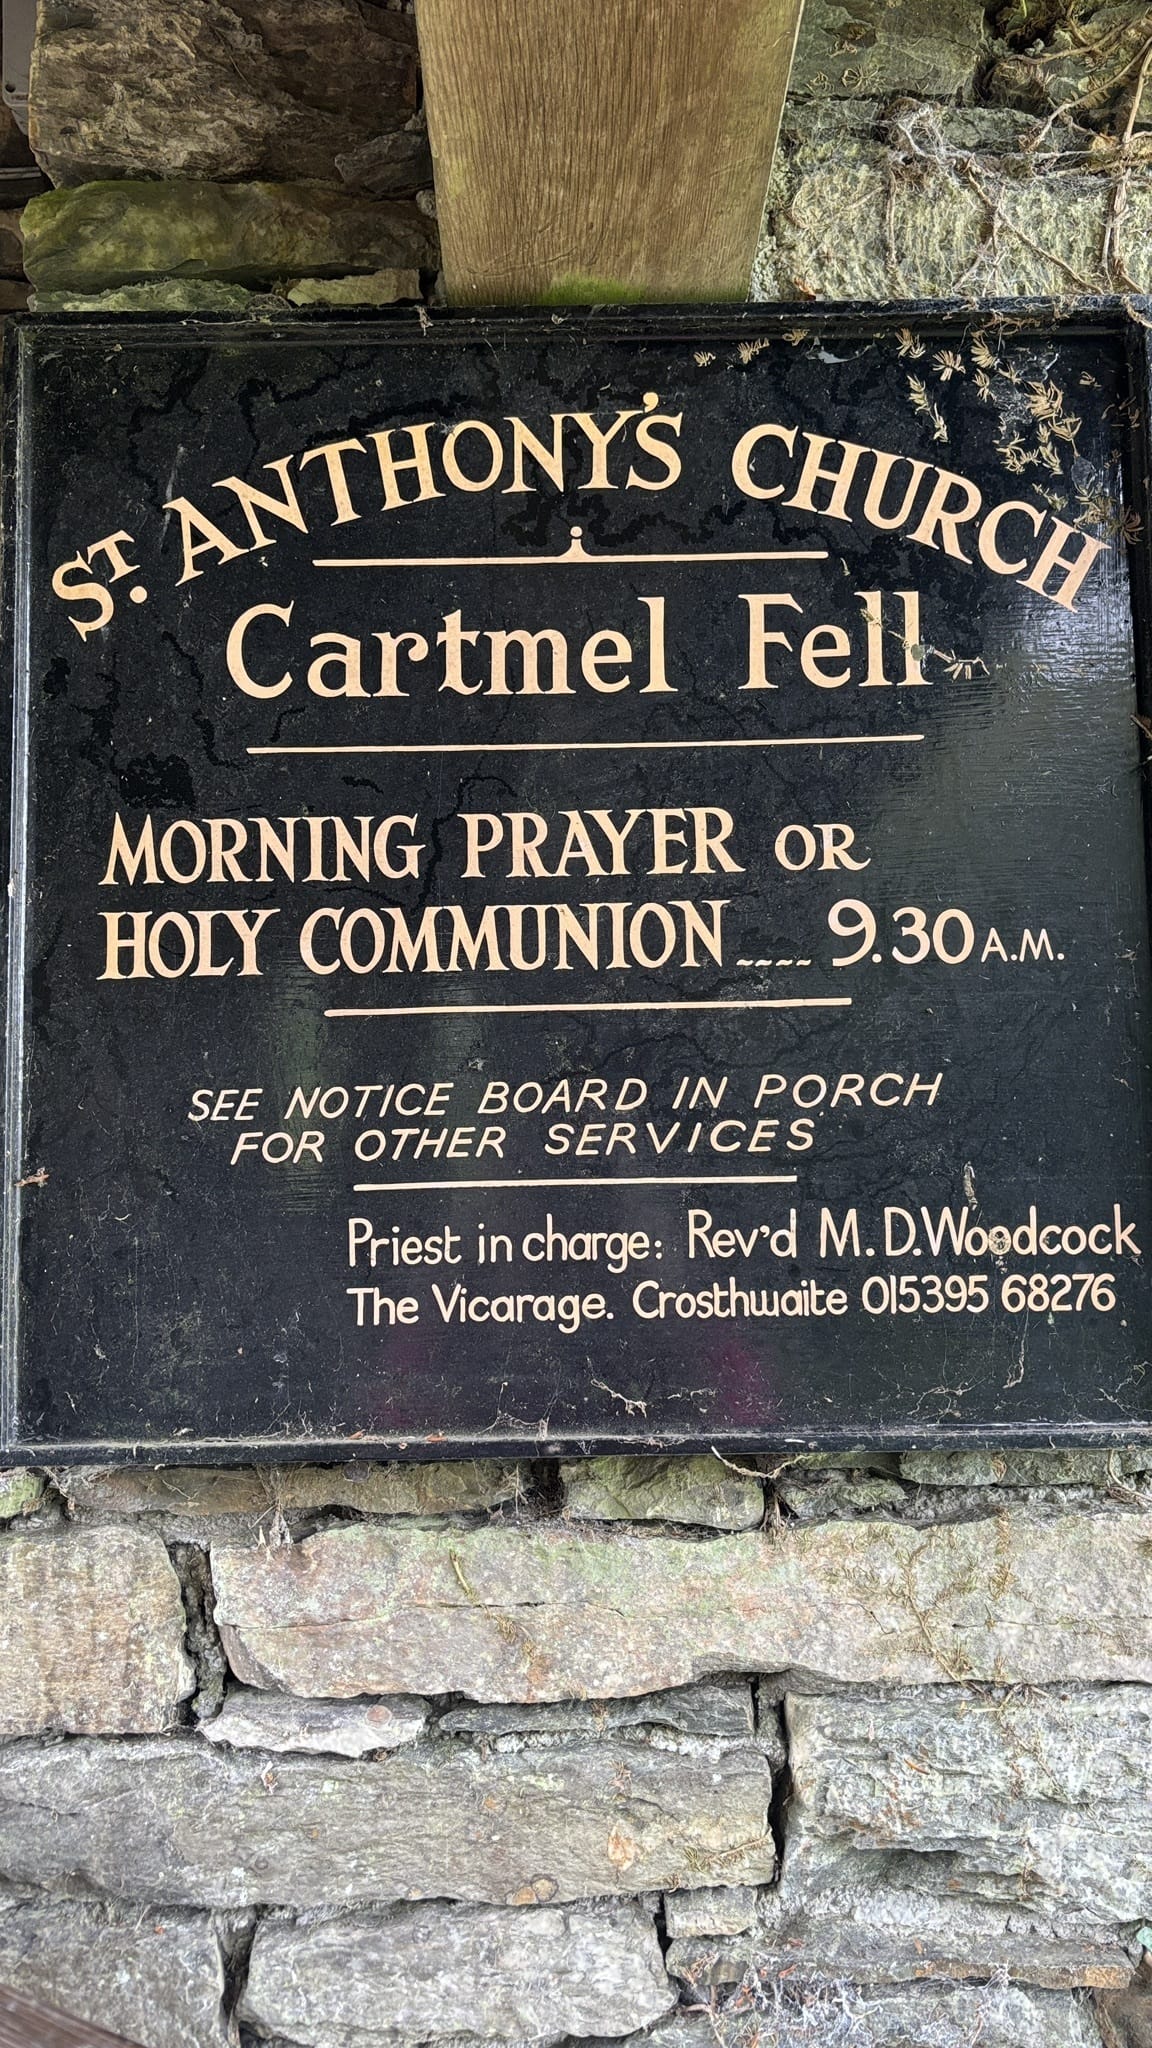 ST. ANTHONY'S CHURCH
Cartmel Fell
MORNING PRAYER OR
HOLY COMMUNION ---- 9.30 A.M.
SEE NOTICE BOARD IN PORCH
FOR OTHER SERVICES
Priest in charge: Rev'd M.D.Woodcock
The Vicarage. Crosthwaite 015395 68276